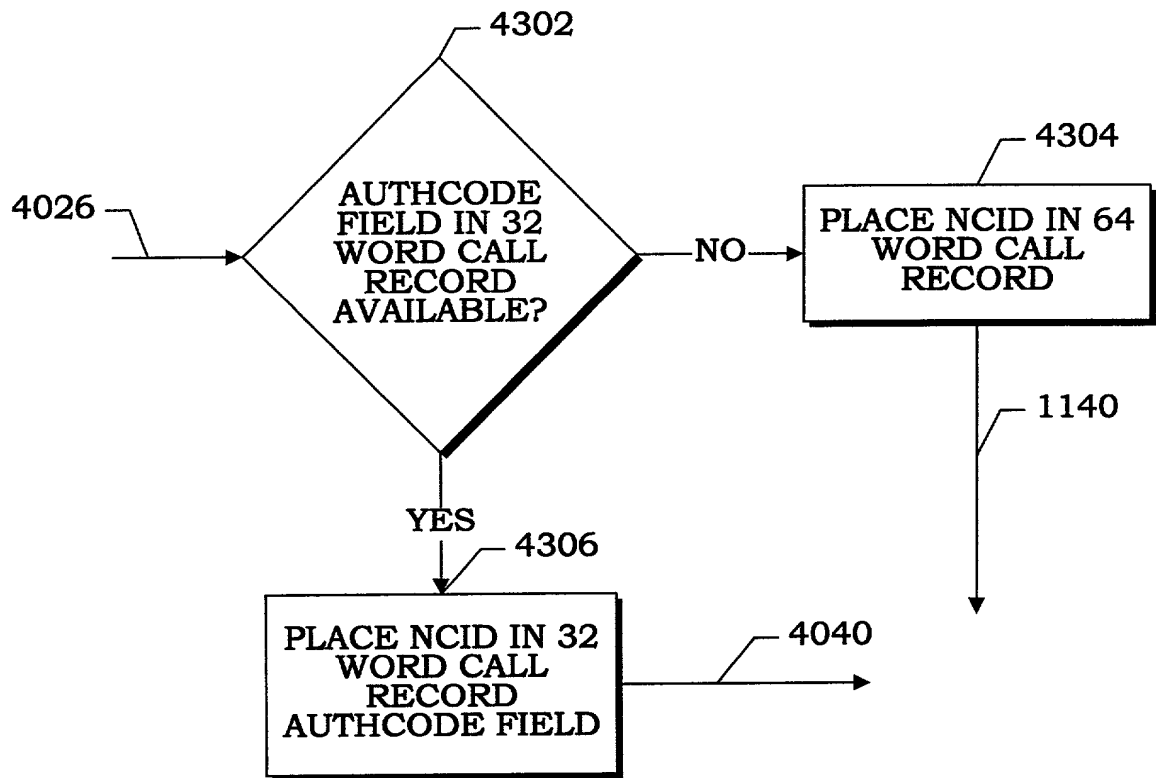 4302
4304
4026
AUTHCODE
FIELD IN 32
WORD CALL
RECORD
AVAILABLE?
NO
PLACE NCID IN 64
WORD CALL
RECORD
1140
YES
4306
PLACE NCID IN 32
WORD CALL
RECORD
AUTHCODE FIELD
4040